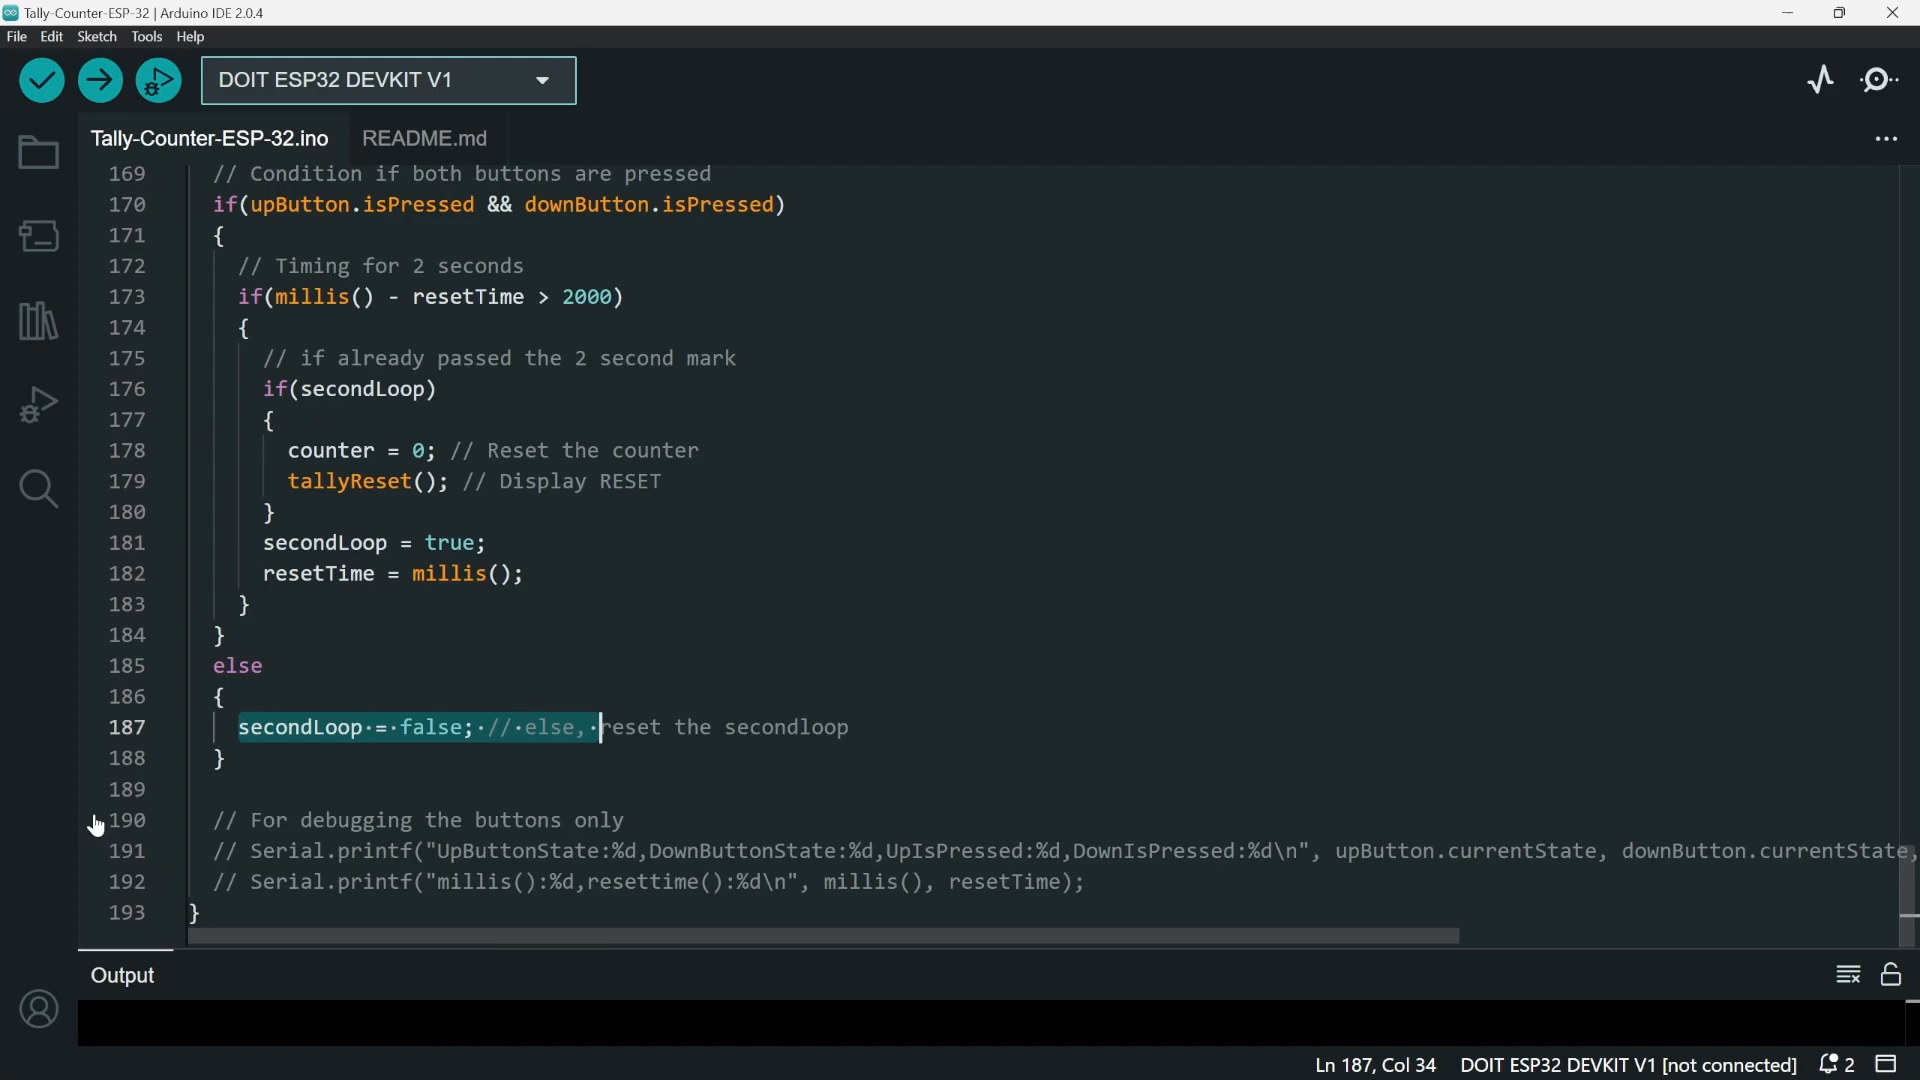 Tally-Counter-ESP-32 | Arduino IDE 2.0.4
File Edit Sketch Tools Help
DOIT ESP32 DEVKIT V1
Tally-Counter-ESP-32.ino README.md
169 // Condition if both buttons are pressed
170 if(upButton.isPressed && downButton.isPressed)
171 {
172 // Timing for 2 seconds
173 if(millis() - resetTime > 2000)
174 {
175 // if already passed the 2 second mark
176 if(secondLoop)
177 {
178 counter = 0; // Reset the counter
179 tallyReset(); // Display RESET
180 }
181 secondLoop = true;
182 resetTime = millis();
183 }
184 }
185 else
186 {
187 secondLoop = false; // else, reset the secondloop
188 }
189
190 // For debugging the buttons only
191 // Serial.printf("UpButtonState:%d,DownButtonState:%d,UpIsPressed:%d,DownIsPressed:%d\n", upButton.currentState, downButton.currentState,
192 // Serial.printf("millis():%d,resettime():%d\n", millis(), resetTime);
193 }
Output
Ln 187, Col 34 DOIT ESP32 DEVKIT V1 [not connected] 2